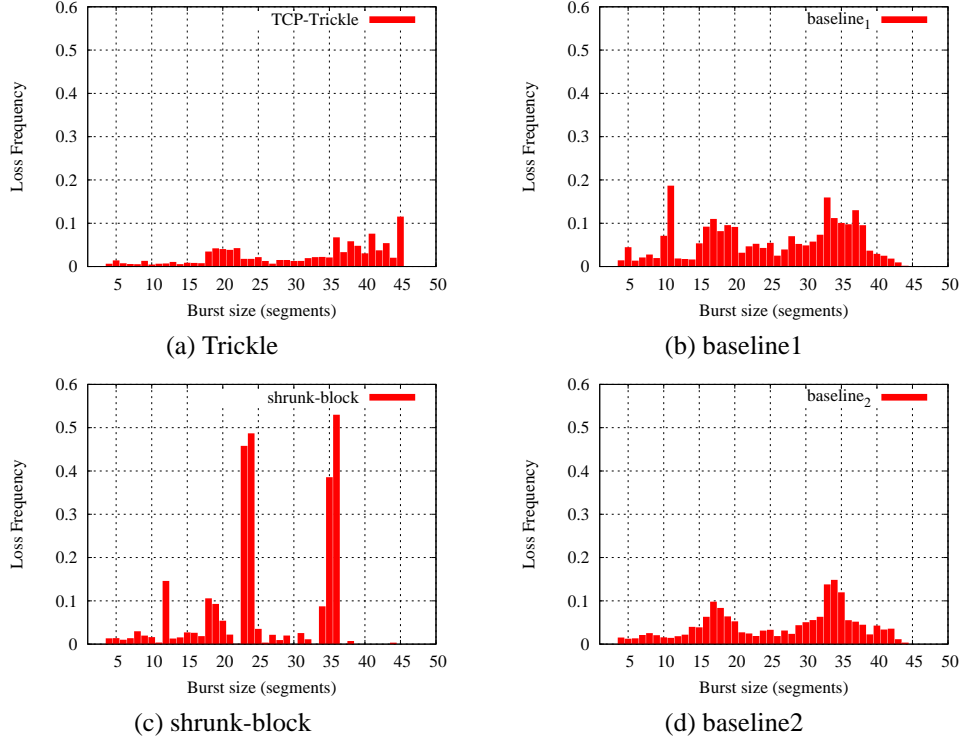 TCP-Trickle
Loss Frequency
0.6
0.5
0.4
0.3
0.2
0.1
0
5 10 15 20 25 30 35 40 45 50
Burst size (segments)
(a) Trickle
baseline1
Loss Frequency
0.6
0.5
0.4
0.3
0.2
0.1
0
5 10 15 20 25 30 35 40 45 50
Burst size (segments)
(b) baseline1
shrunk-block
Loss Frequency
0.6
0.5
0.4
0.3
0.2
0.1
0
5 10 15 20 25 30 35 40 45 50
Burst size (segments)
(c) shrunk-block
baseline2
Loss Frequency
0.6
0.5
0.4
0.3
0.2
0.1
0
5 10 15 20 25 30 35 40 45 50
Burst size (segments)
(d) baseline2